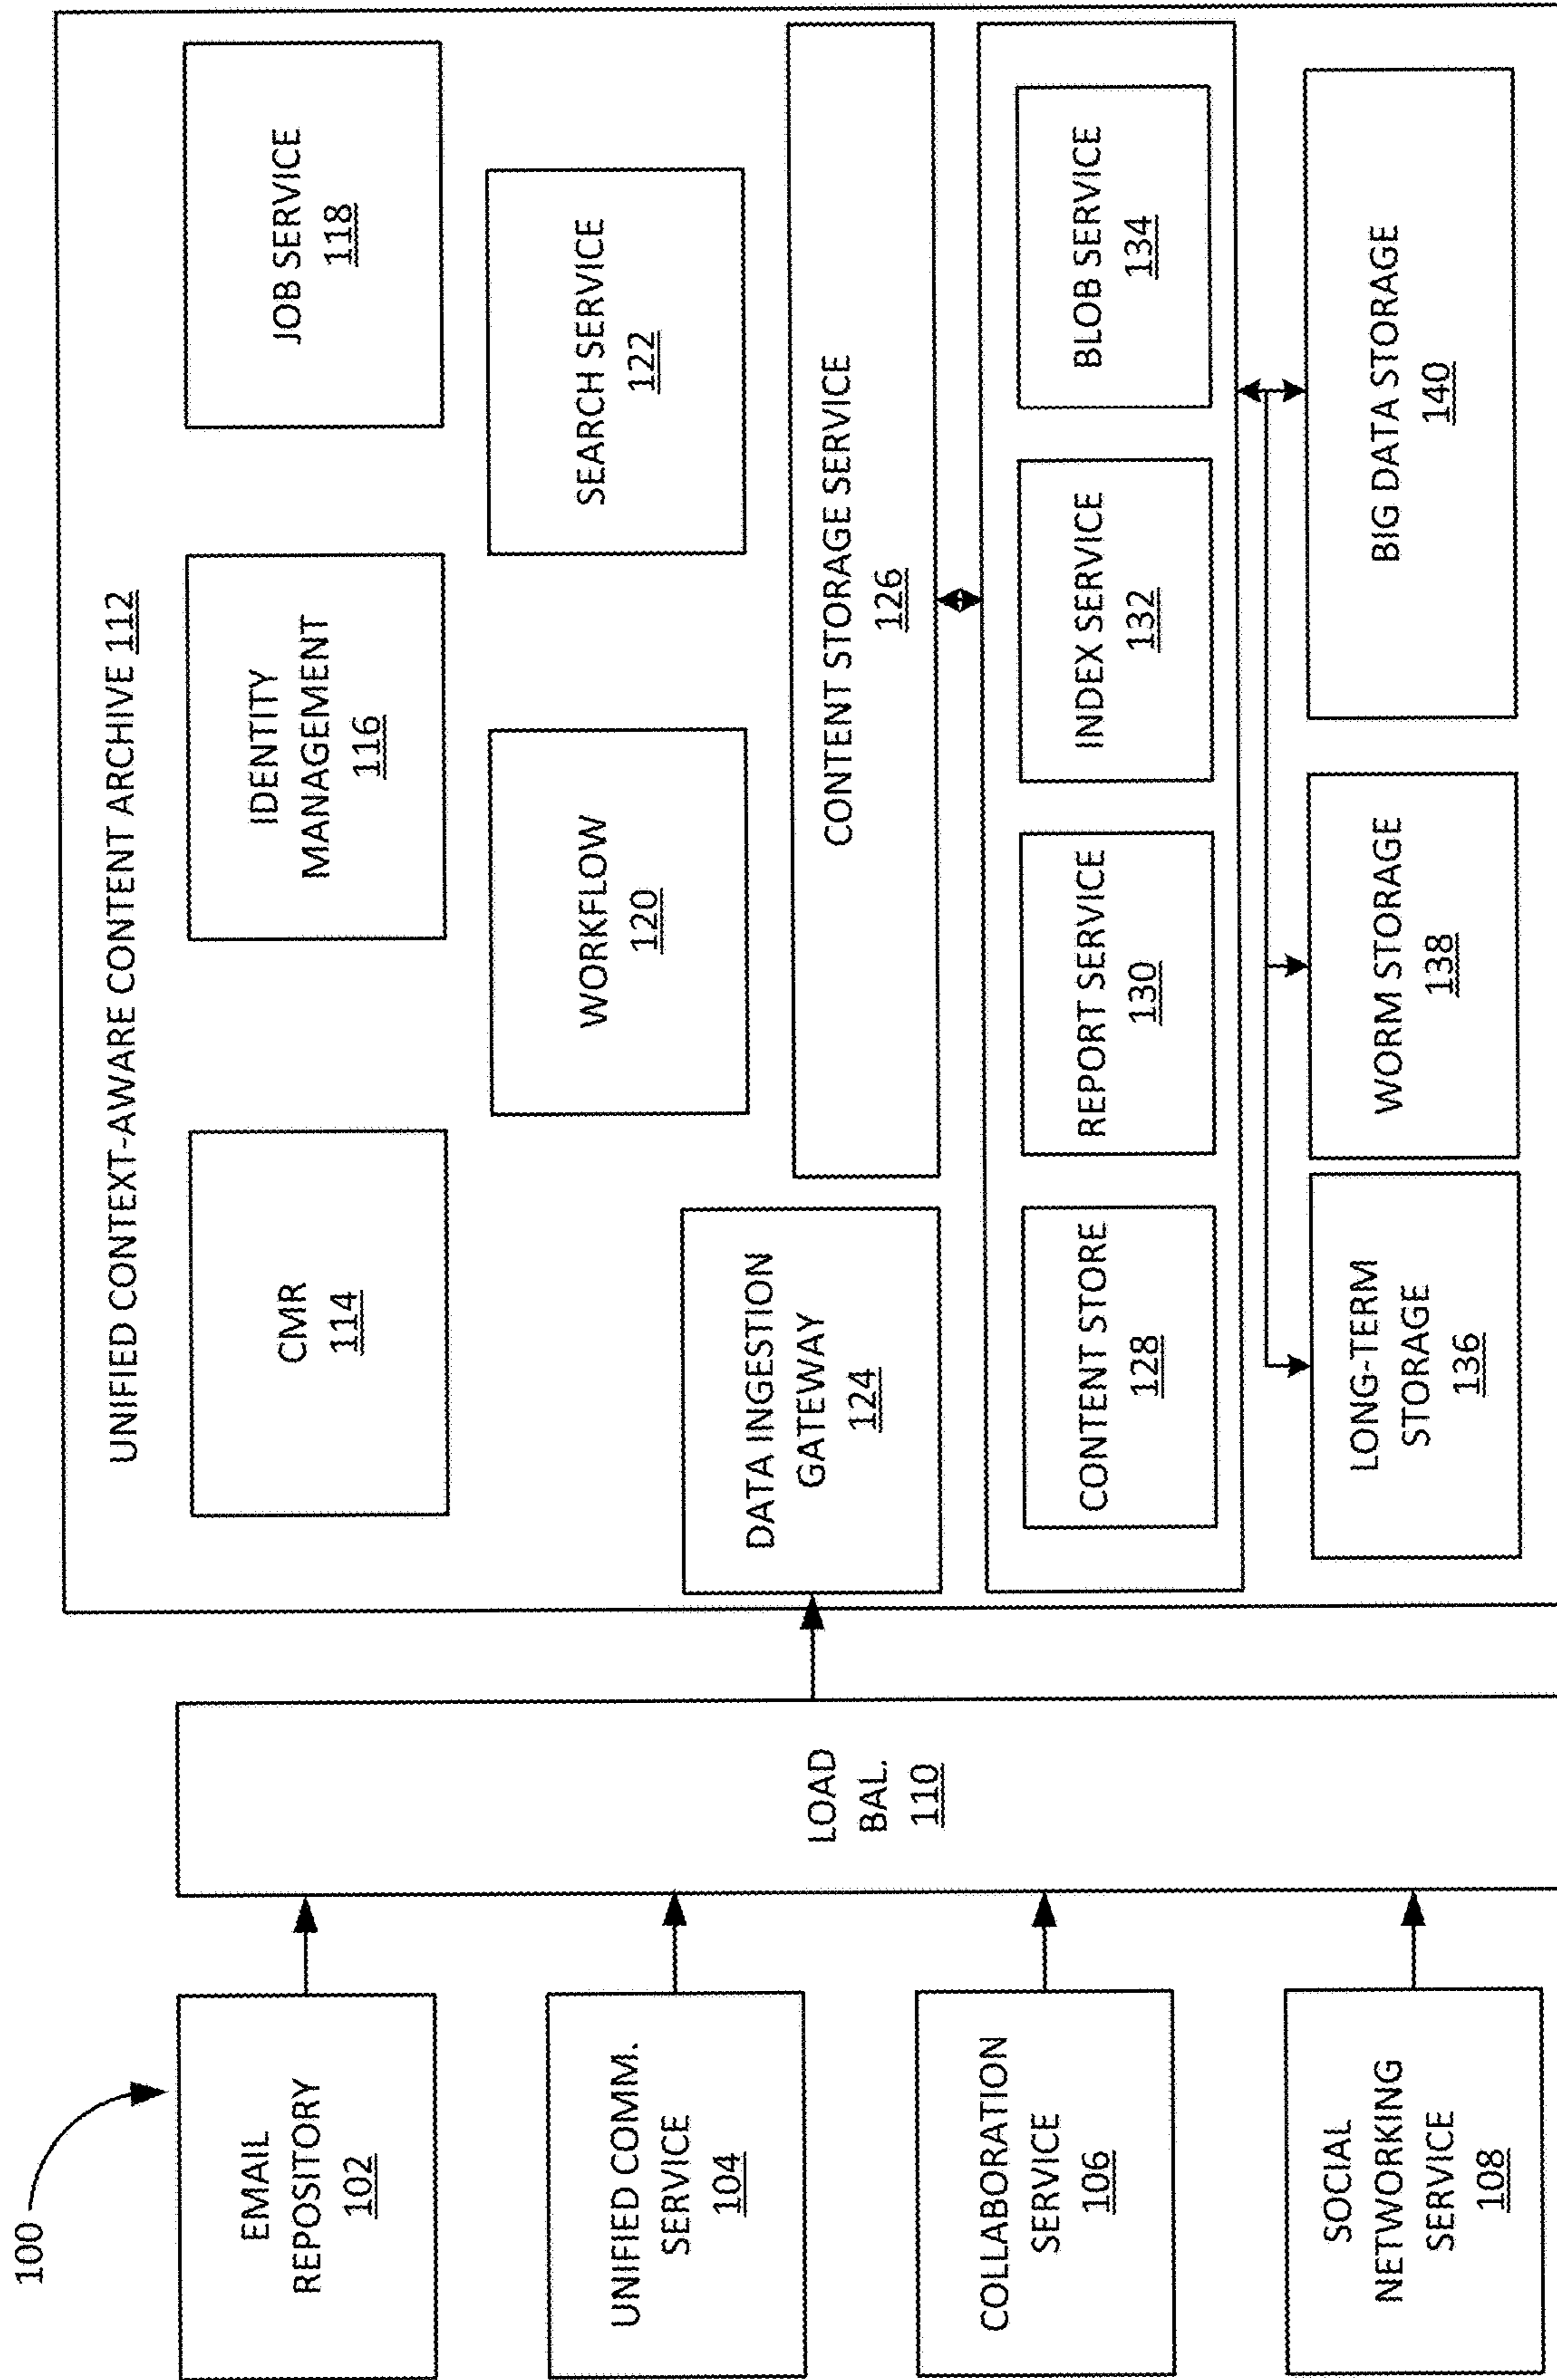 100
EMAIL
REPOSITORY
102
UNIFIED COMM.
SERVICE
104
COLLABORATION
SERVICE
106
SOCIAL
NETWORKING
SERVICE
108
LOAD
BAL.
110
UNIFIED CONTEXT-AWARE CONTENT ARCHIVE 112
CMR
114
IDENTITY
MANAGEMENT
116
JOB SERVICE
118
WORKFLOW
120
SEARCH SERVICE
122
DATA INGESTION
GATEWAY
124
CONTENT STORAGE SERVICE
126
CONTENT STORE
128
REPORT SERVICE
130
INDEX SERVICE
132
BLOB SERVICE
134
LONG-TERM
STORAGE
136
WORM STORAGE
138
BIG DATA STORAGE
140